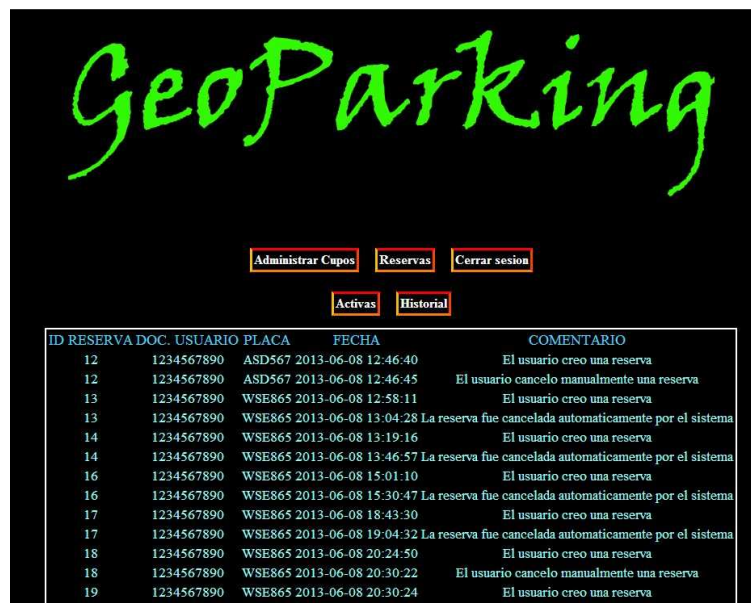 GeoParking
Administrar Cupos Reservas Cerrar sesion
Activas Historial
ID RESERVA DOC. USUARIO PLACA FECHA COMENTARIO
12 1234567890 ASD567 2013-06-08 12:46:40 El usuario creo una reserva
12 1234567890 ASD567 2013-06-08 12:46:45 El usuario cancelo manualmente una reserva
13 1234567890 WSE865 2013-06-08 12:58:11 El usuario creo una reserva
13 1234567890 WSE865 2013-06-08 13:04:28 La reserva fue cancelada automaticamente por el sistema
14 1234567890 WSE865 2013-06-08 13:19:16 El usuario creo una reserva
14 1234567890 WSE865 2013-06-08 13:46:57 La reserva fue cancelada automaticamente por el sistema
16 1234567890 WSE865 2013-06-08 15:01:10 El usuario creo una reserva
16 1234567890 WSE865 2013-06-08 15:30:47 La reserva fue cancelada automaticamente por el sistema
17 1234567890 WSE865 2013-06-08 18:43:30 El usuario creo una reserva
17 1234567890 WSE865 2013-06-08 19:04:32 La reserva fue cancelada automaticamente por el sistema
18 1234567890 WSE865 2013-06-08 20:24:50 El usuario creo una reserva
18 1234567890 WSE865 2013-06-08 20:30:22 El usuario cancelo manualmente una reserva
19 1234567890 WSE865 2013-06-08 20:30:24 El usuario creo una reserva